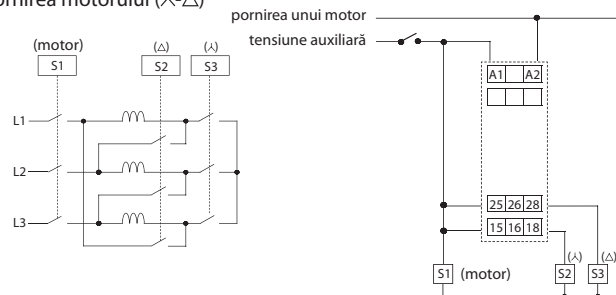 pornirea motorului (⅄-△)
pornirea unui motor
tensiune auxiliară
(motor) (△) (⅄)
S1 S2 S3
L1
L2
L3
A1 A2
25 26 28
15 16 18
(⅄) (△)
S1 (motor) S2 S3